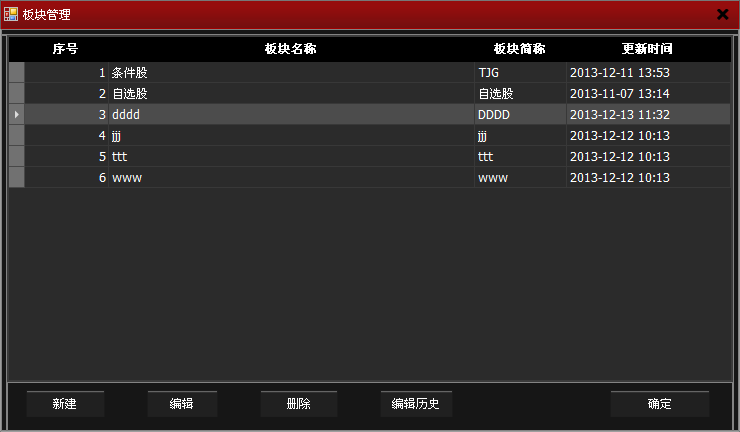 板块管理
序号 板块名称 板块简称 更新时间
1 条件股 TJG 2013-12-11 13:53
2 自选股 自选股 2013-11-07 13:14
3 dddd DDDD 2013-12-13 11:32
4 jjj jjj 2013-12-12 10:13
5 ttt ttt 2013-12-12 10:13
6 www www 2013-12-12 10:13
新建 编辑 删除 编辑历史 确定